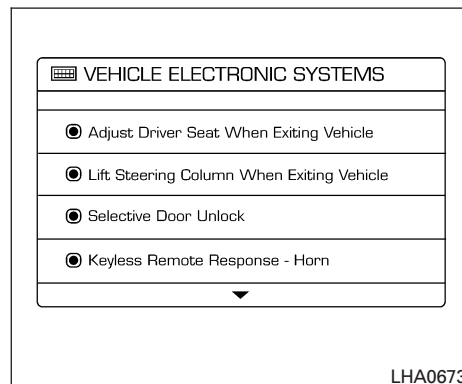 VEHICLE ELECTRONIC SYSTEMS
Adjust Driver Seat When Exiting Vehicle
Lift Steering Column When Exiting Vehicle
Selective Door Unlock
Keyless Remote Response - Horn
LHA0673